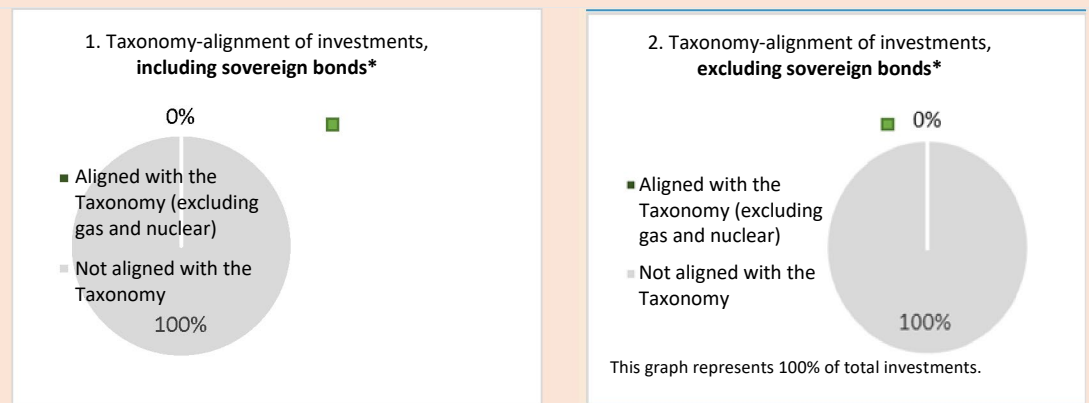 1. Taxonomy-alignment of investments,
including sovereign bonds*
0%
Aligned with the
Taxonomy (excluding
gas and nuclear)
Not aligned with the
Taxonomy
100%
2. Taxonomy-alignment of investments,
excluding sovereign bonds*
0%
Aligned with the
Taxonomy (excluding
gas and nuclear)
Not aligned with the
Taxonomy
100%
This graph represents 100% of total investments.